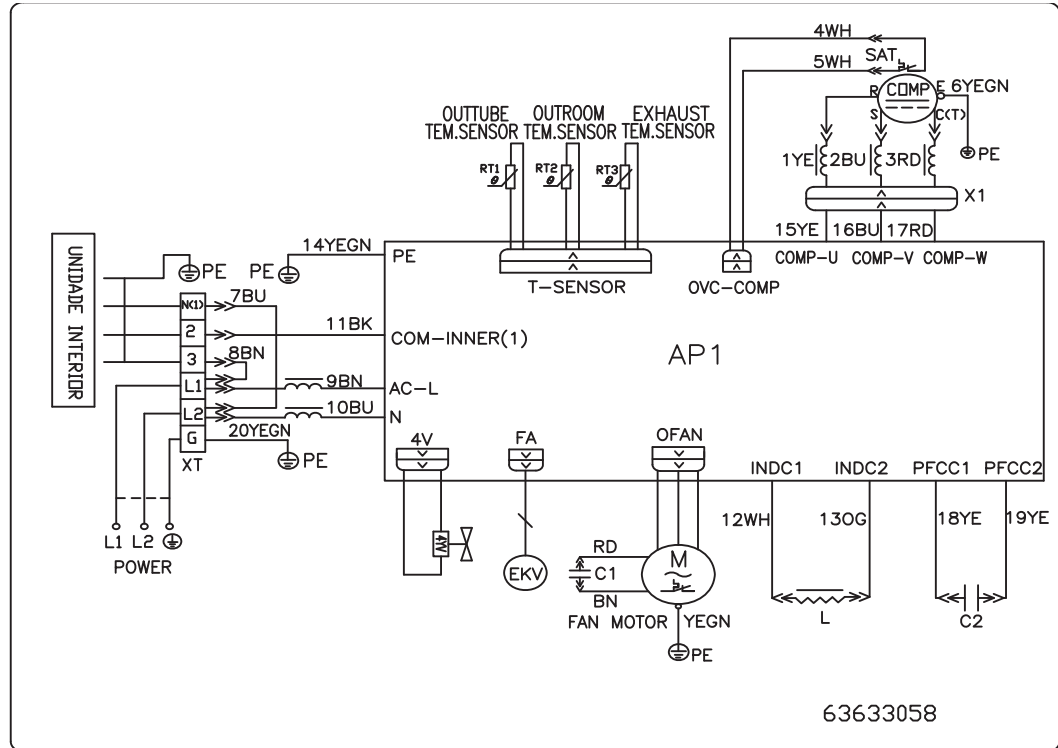 4WH
SAT
5WH
COMP
R
E
6YEGN
S
C(T)
PE
OUTTUBE
TEM.SENSOR
OUTROOM
TEM.SENSOR
EXHAUST
TEM.SENSOR
RT1
θ
RT2
θ
RT3
θ
1YE
2BU
3RD
X1
15YE
16BU
17RD
UNIDADE INTERIOR
PE
PE
14YEGN
PE
T-SENSOR
OVC-COMP
COMP-U
COMP-V
COMP-W
N(1)
7BU
2
11BK
COM-INNER(1)
AP1
3
8BN
L1
9BN
AC-L
L2
10BU
N
G
20YEGN
PE
XT
4V
FA
OFAN
INDC1
INDC2
PFCC1
PFCC2
L1
L2
POWER
4YV
EKV
RD
C1
BN
M
FAN MOTOR
YEGN
PE
12WH
13OG
L
18YE
19YE
C2
63633058